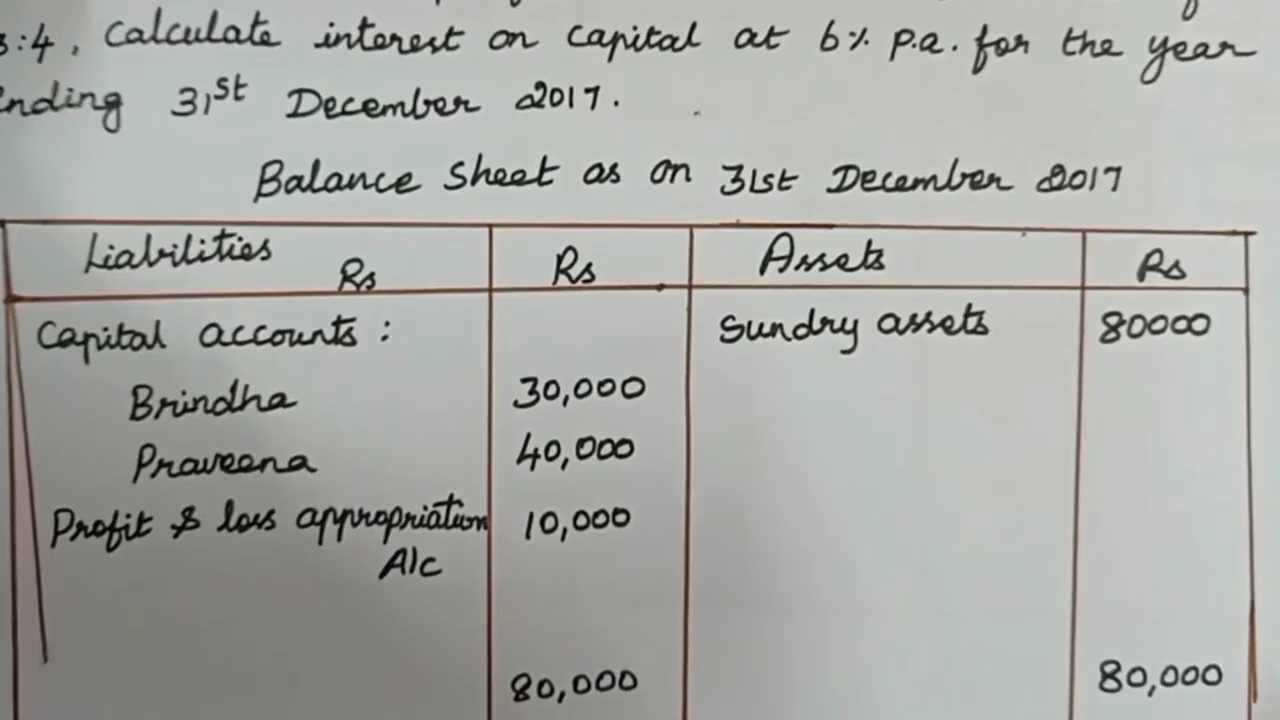 3:4, Calculate interest on capital at 6% p.a. for the year
ending 31st December 2017.
Balance Sheet as on 31st December 2017
Liabilities Rs Rs Assets Rs
Capital accounts : Sundry assets 80000
Brindha 30,000
Praveena 40,000
Profit & loss appropriation 10,000
A/c
80,000 80,000